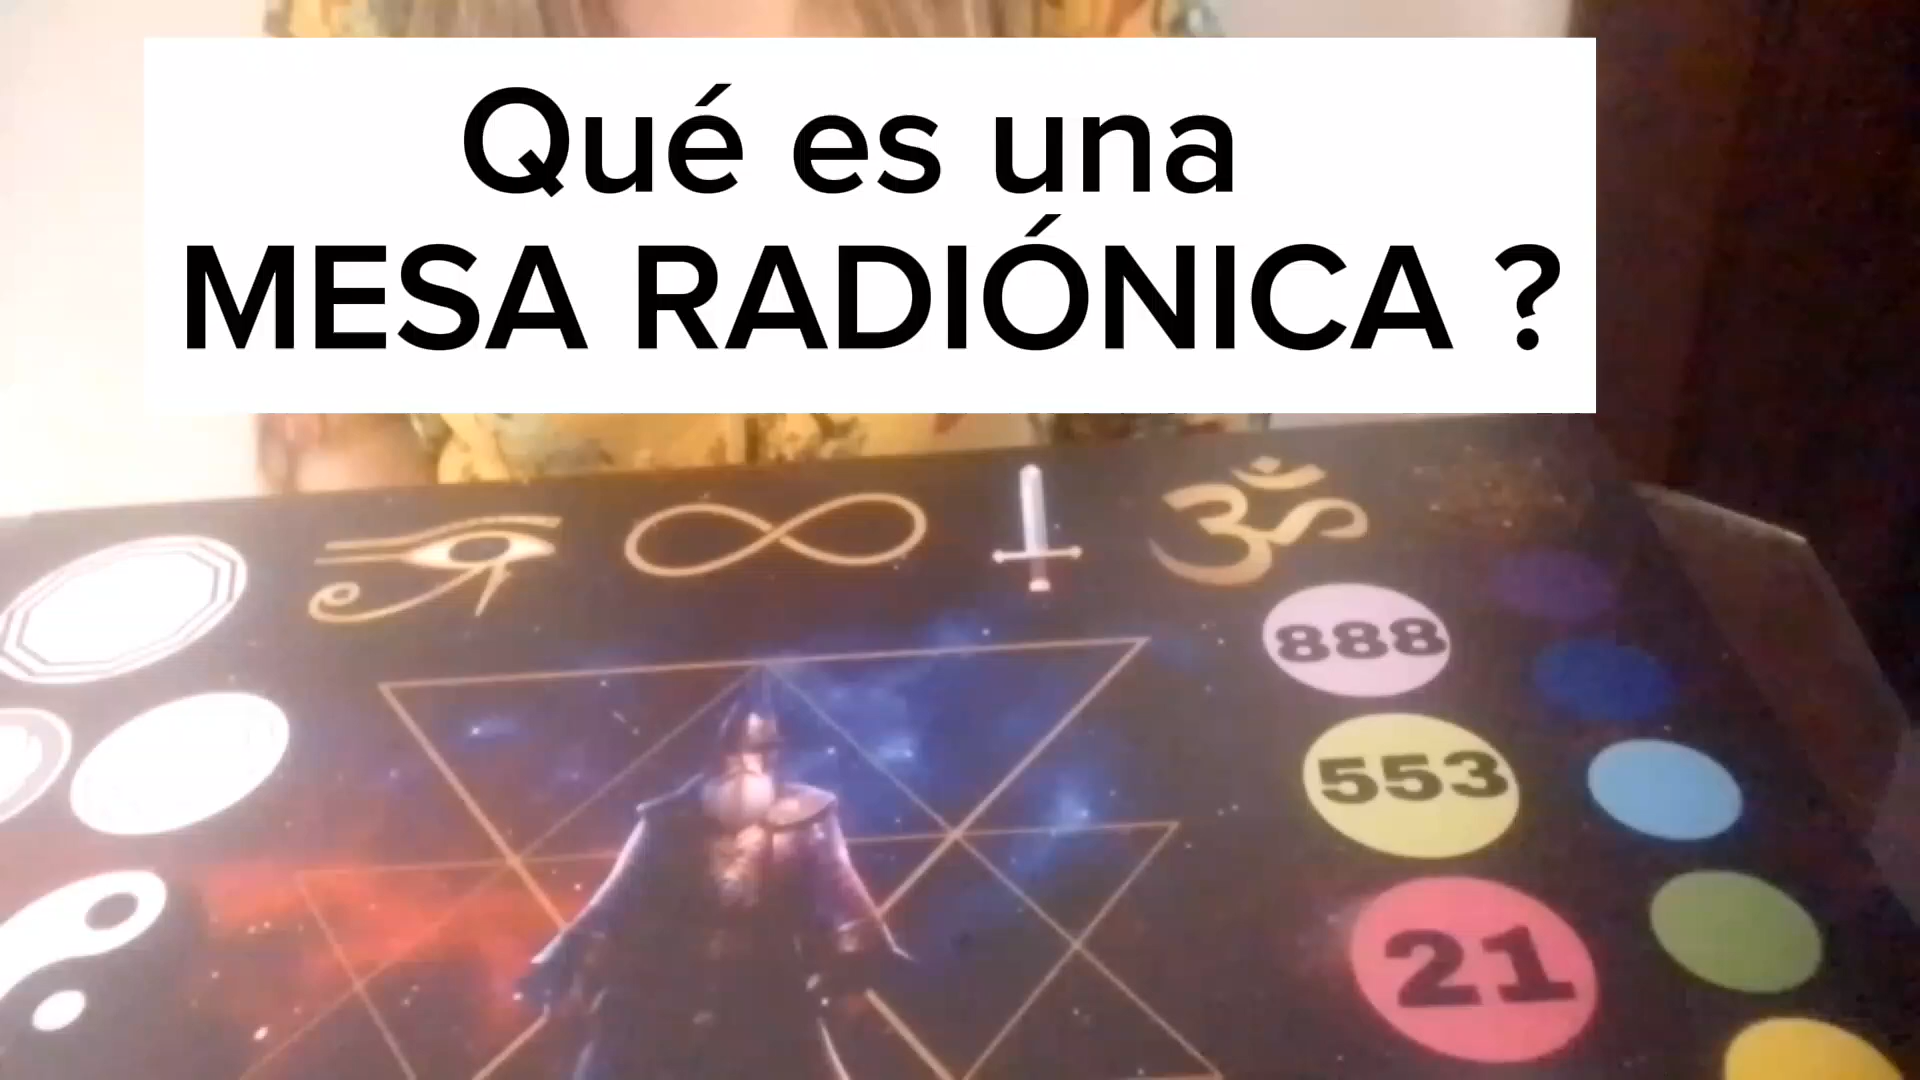 Qué es una
MESA RADIÓNICA ?
ॐ
888
553
21